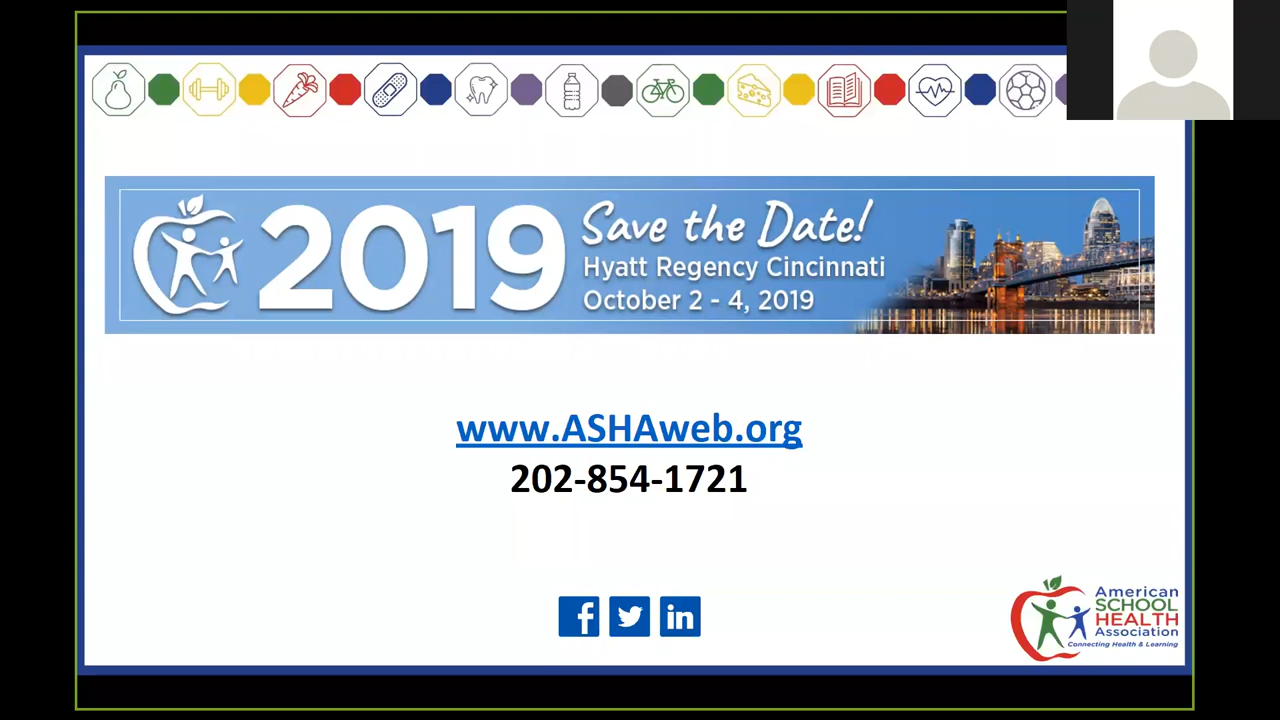 2019
Save the Date!
Hyatt Regency Cincinnati
October 2 - 4, 2019
www.ASHAweb.org
202-854-1721
American
SCHOOL
HEALTH
Association
Connecting Health & Learning